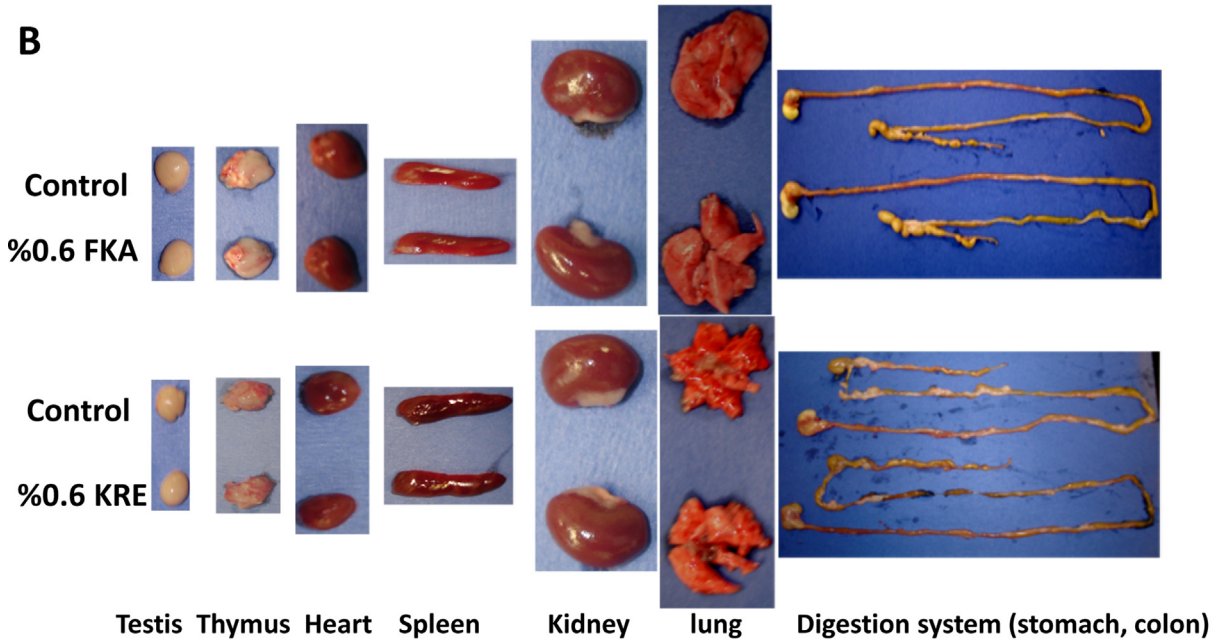 B
Control
%0.6 FKA
Control
%0.6 KRE
Testis Thymus Heart Spleen Kidney lung Digestion system (stomach, colon)